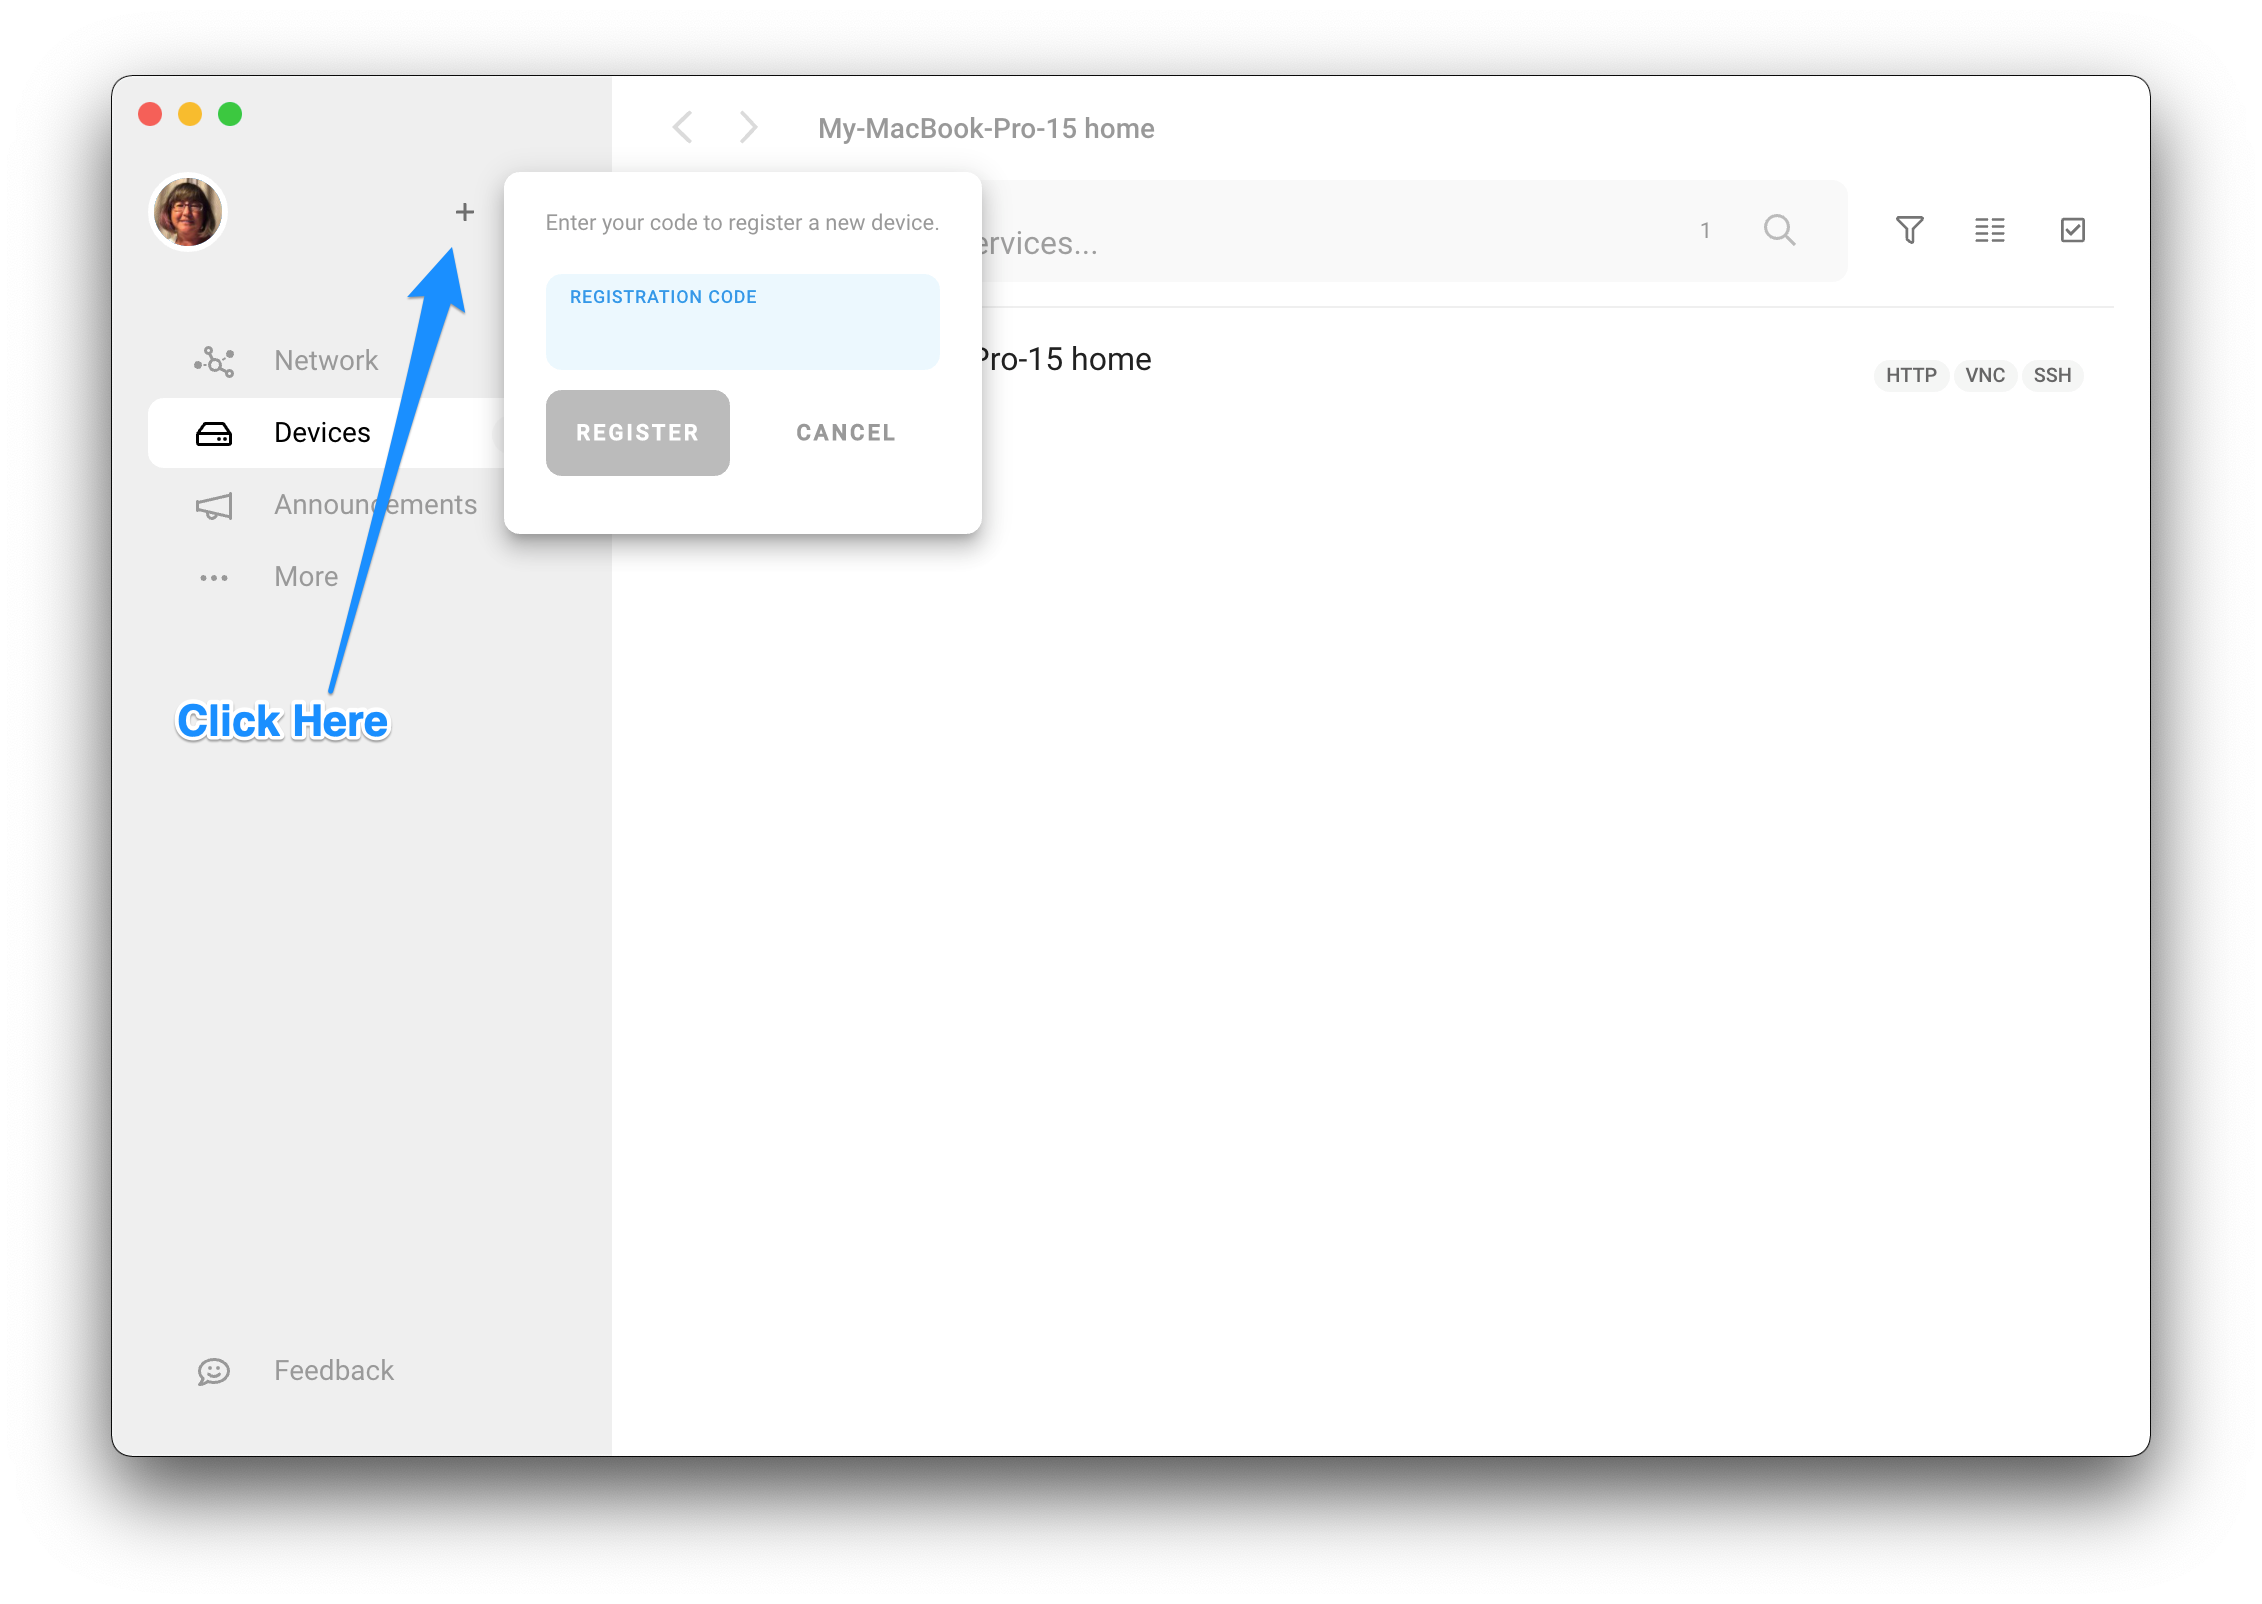 My-MacBook-Pro-15 home
Enter your code to register a new device.
ervices...
1
REGISTRATION CODE
Network
Pro-15 home
HTTP VNC SSH
Devices
REGISTER CANCEL
Announcements
More
Click Here
Feedback